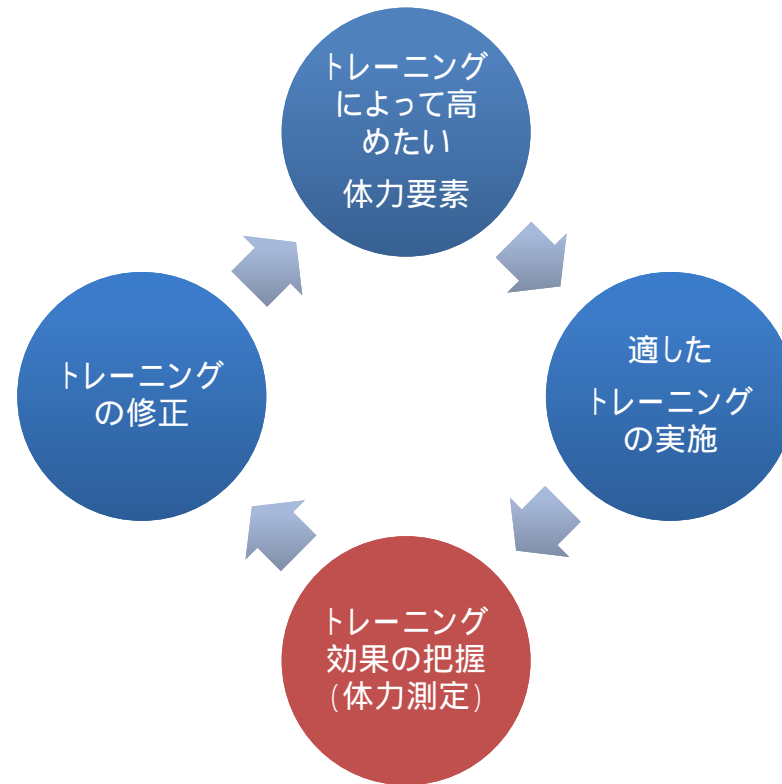 トレーニング
によって高
めたい
体力要素
適した
トレーニング
の実施
トレーニング
効果の把握
(体力測定)
トレーニング
の修正